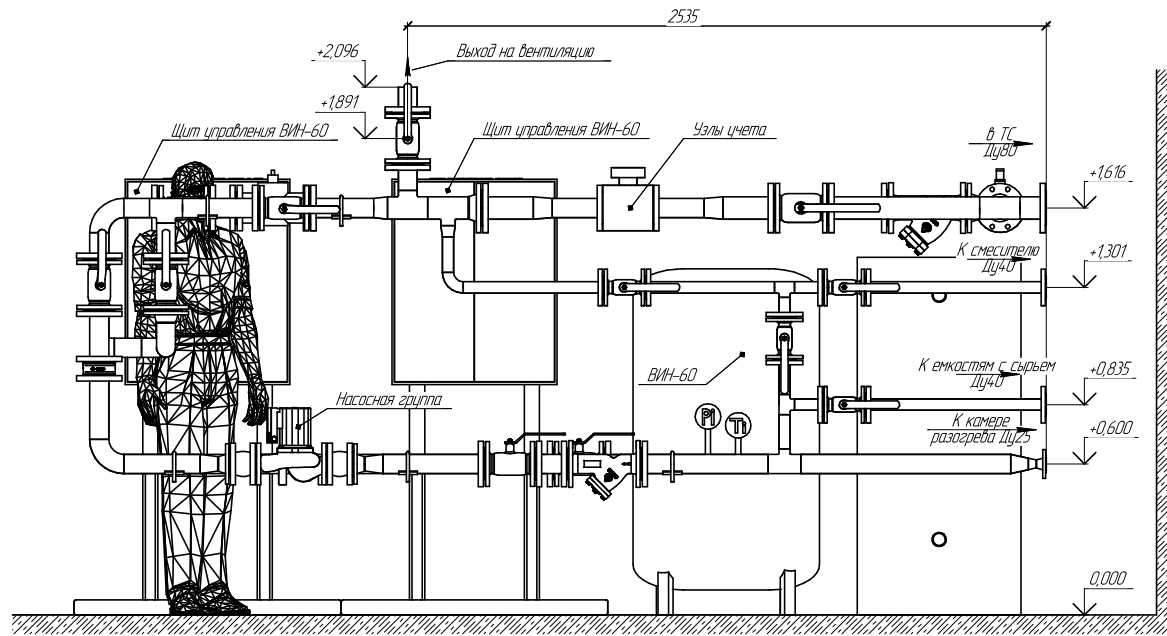 2535
+2,096
Выход на вентиляцию
+1,891
Щит управления ВИН-60
Щит управления ВИН-60
Узлы учета
в ТС
Ду80
+1,616
К смесителю
Ду40
+1,301
ВИН-60
К емкостям с сырьем
Ду40
+0,835
Насосная группа
Pi
Ti
К камере
разогрева Ду25
+0,600
0,000